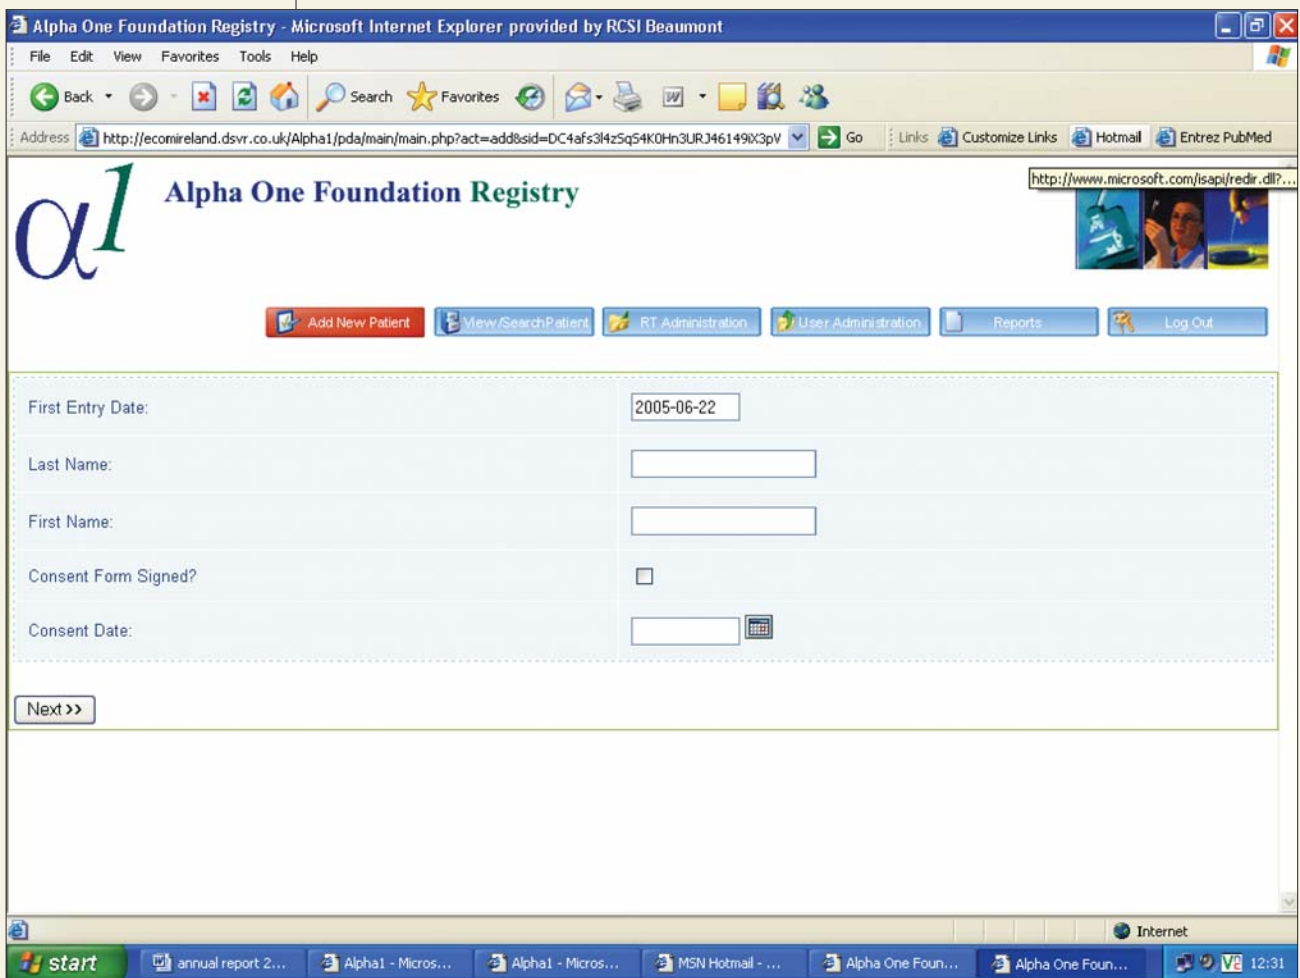 Alpha One Foundation Registry - Microsoft Internet Explorer provided by RCSI Beaumont
File Edit View Favorites Tools Help
Back Search Favorites
Address http://ecomireland.dsvr.co.uk/Alpha1/pda/main/main.php?act=add&sid=DC4afs3l4zSqS4K0Hn3URJ46149iX3pV Go Links Customize Links Hotmail Entrez PubMed
http://www.microsoft.com/isapi/redir.dll?...
α1 Alpha One Foundation Registry
Add New Patient View/SearchPatient RT Administration User Administration Reports Log Out
First Entry Date: 2005-06-22
Last Name:
First Name:
Consent Form Signed?
Consent Date:
Next >>
Internet
start annual report 2... Alpha1 - Micros... Alpha1 - Micros... MSN Hotmail - ... Alpha One Foun... Alpha One Foun... 12:31